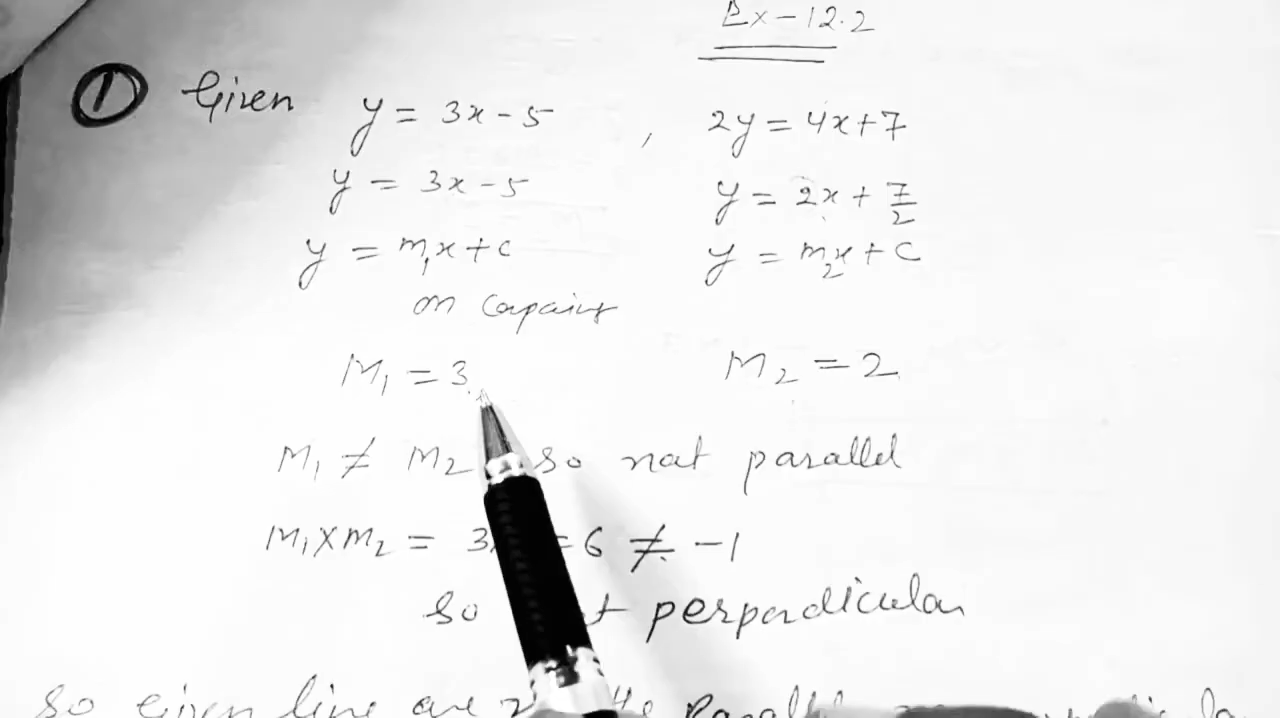 Ex-12.2
① Given y = 3x-5 , 2y = 4x+7
y = 3x-5 y = 2x + 7/2
y = m₁x+c y = m₂x+c
on Copaing
M₁ = 3 M₂ = 2
M₁ ≠ M₂ so not parallel
M₁×M₂ = 3 = 6 ≠ -1
so perpendicular
so given line are